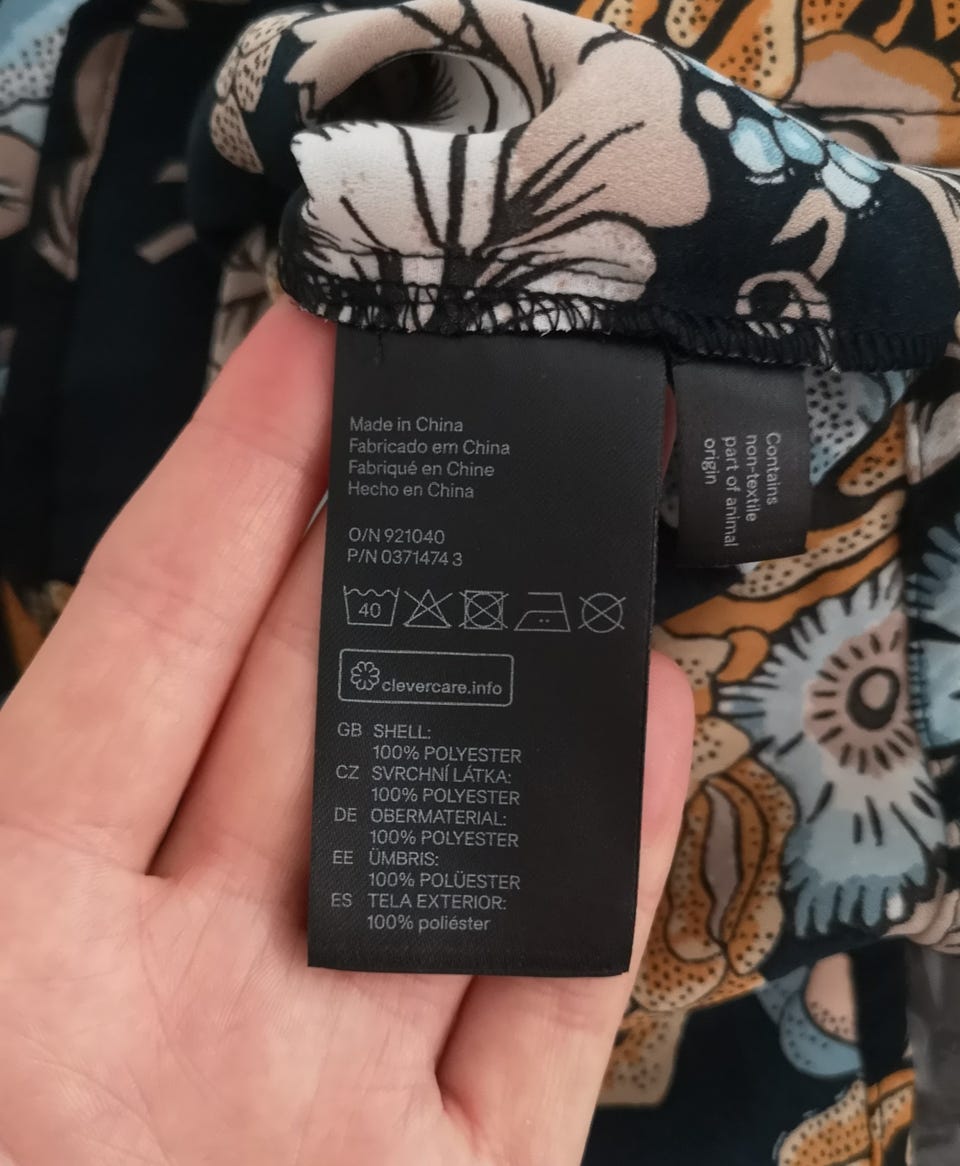 Made in China
Fabricado em China
Fabriqué en Chine
Hecho en China
O/N 921040
P/N 0371474 3
40
clevercare.info
GB SHELL:
100% POLYESTER
CZ SVRCHNÍ LÁTKA:
100% POLYESTER
DE OBERMATERIAL:
100% POLYESTER
EE ÜMBRIS:
100% POLÜESTER
ES TELA EXTERIOR:
100% poliéster
Contains
non-textile
part of animal
origin